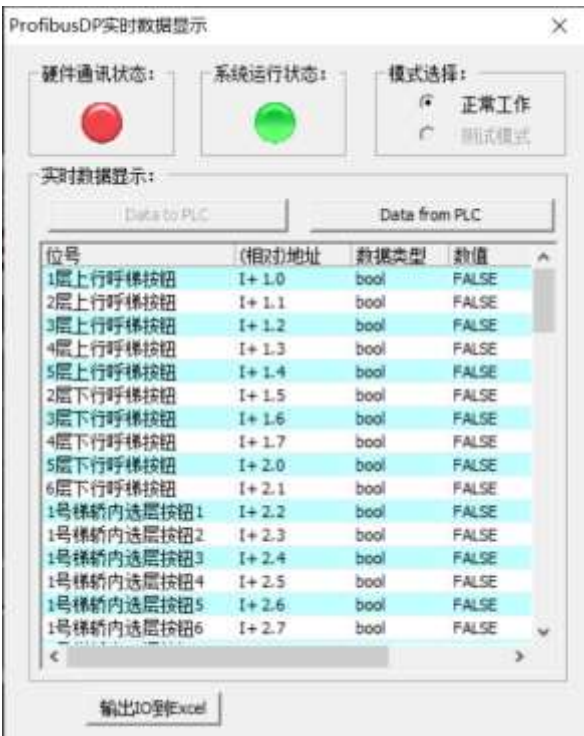 ProfibusDP实时数据显示
硬件通讯状态: 系统运行状态: 模式选择:
正常工作
测试模式
实时数据显示:
Data to PLC Data from PLC
位号 (相对)地址 数据类型 数值
1层上行呼梯按钮 I+ 1.0 bool FALSE
2层上行呼梯按钮 I+ 1.1 bool FALSE
3层上行呼梯按钮 I+ 1.2 bool FALSE
4层上行呼梯按钮 I+ 1.3 bool FALSE
5层上行呼梯按钮 I+ 1.4 bool FALSE
2层下行呼梯按钮 I+ 1.5 bool FALSE
3层下行呼梯按钮 I+ 1.6 bool FALSE
4层下行呼梯按钮 I+ 1.7 bool FALSE
5层下行呼梯按钮 I+ 2.0 bool FALSE
6层下行呼梯按钮 I+ 2.1 bool FALSE
1号梯轿内选层按钮1 I+ 2.2 bool FALSE
1号梯轿内选层按钮2 I+ 2.3 bool FALSE
1号梯轿内选层按钮3 I+ 2.4 bool FALSE
1号梯轿内选层按钮4 I+ 2.5 bool FALSE
1号梯轿内选层按钮5 I+ 2.6 bool FALSE
1号梯轿内选层按钮6 I+ 2.7 bool FALSE
输出IO到Excel